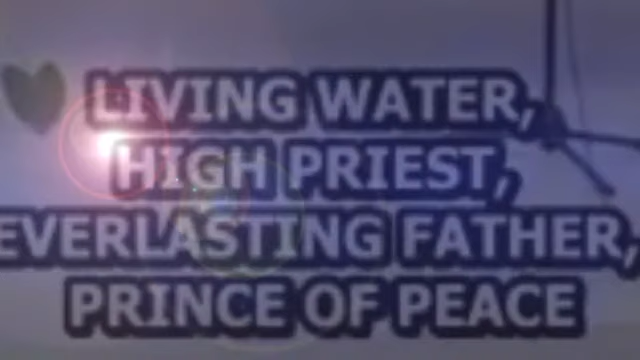 LIVING WATER,
HIGH PRIEST,
EVERLASTING FATHER,
PRINCE OF PEACE